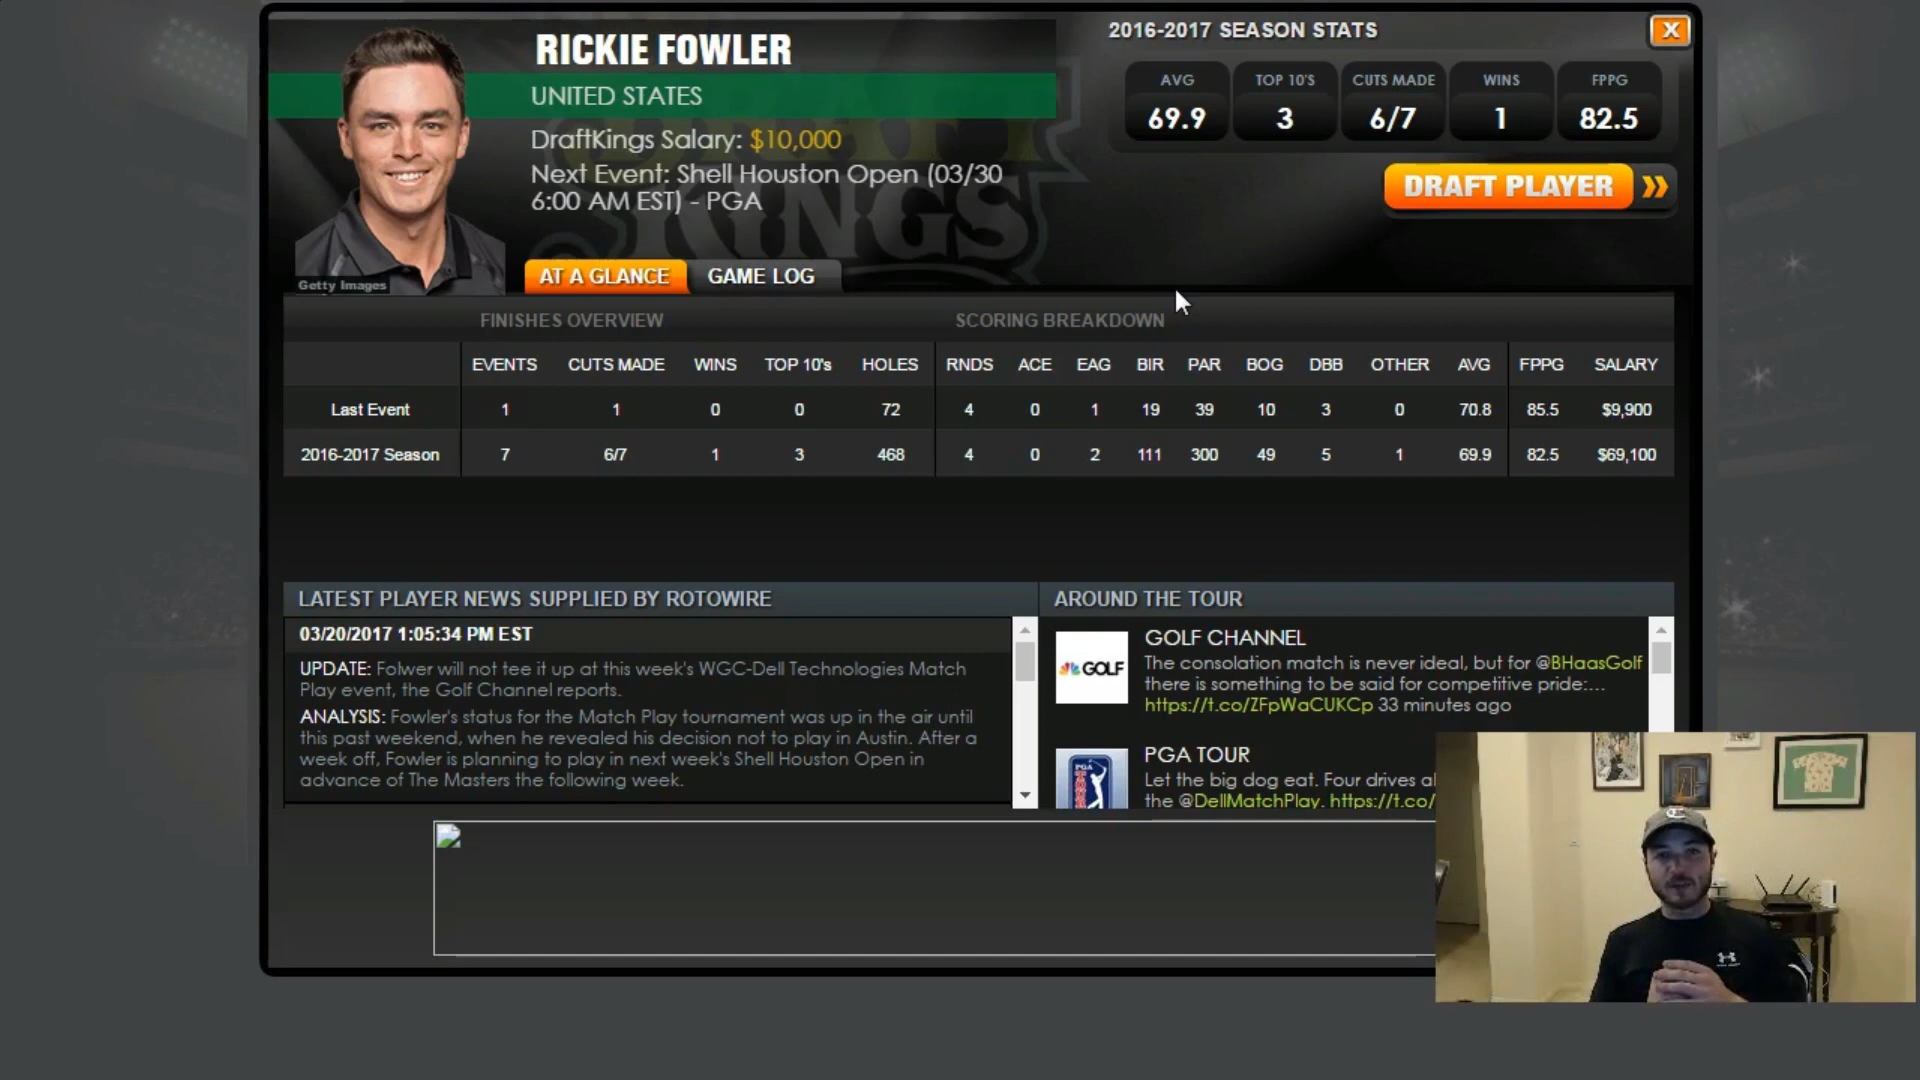 RICKIE FOWLER
UNITED STATES
DraftKings Salary: $10,000
Next Event: Shell Houston Open (03/30
6:00 AM EST) - PGA
Getty Images
2016-2017 SEASON STATS
X
AVG TOP 10'S CUTS MADE WINS FPPG
69.9 3 6/7 1 82.5
DRAFT PLAYER
KINGS
AT A GLANCE GAME LOG
FINISHES OVERVIEW SCORING BREAKDOWN
EVENTS CUTS MADE WINS TOP 10's HOLES RNDS ACE EAG BIR PAR BOG DBB OTHER AVG FPPG SALARY
Last Event 1 1 0 0 72 4 0 1 19 39 10 3 0 70.8 85.5 $9,900
2016-2017 Season 7 6/7 1 3 468 4 0 2 111 300 49 5 1 69.9 82.5 $69,100
LATEST PLAYER NEWS SUPPLIED BY ROTOWIRE
03/20/2017 1:05:34 PM EST
UPDATE: Folwer will not tee it up at this week's WGC-Dell Technologies Match
Play event, the Golf Channel reports.
ANALYSIS: Fowler's status for the Match Play tournament was up in the air until
this past weekend, when he revealed his decision not to play in Austin. After a
week off, Fowler is planning to play in next week's Shell Houston Open in
advance of The Masters the following week.
AROUND THE TOUR
GOLF
GOLF CHANNEL
The consolation match is never ideal, but for @BHaasGolf
there is something to be said for competitive pride:...
https://t.co/ZFpWaCUKCp 33 minutes ago
PGA TOUR
PGA TOUR
Let the big dog eat. Four drives
the @DellMatchPlay. https://t.co/